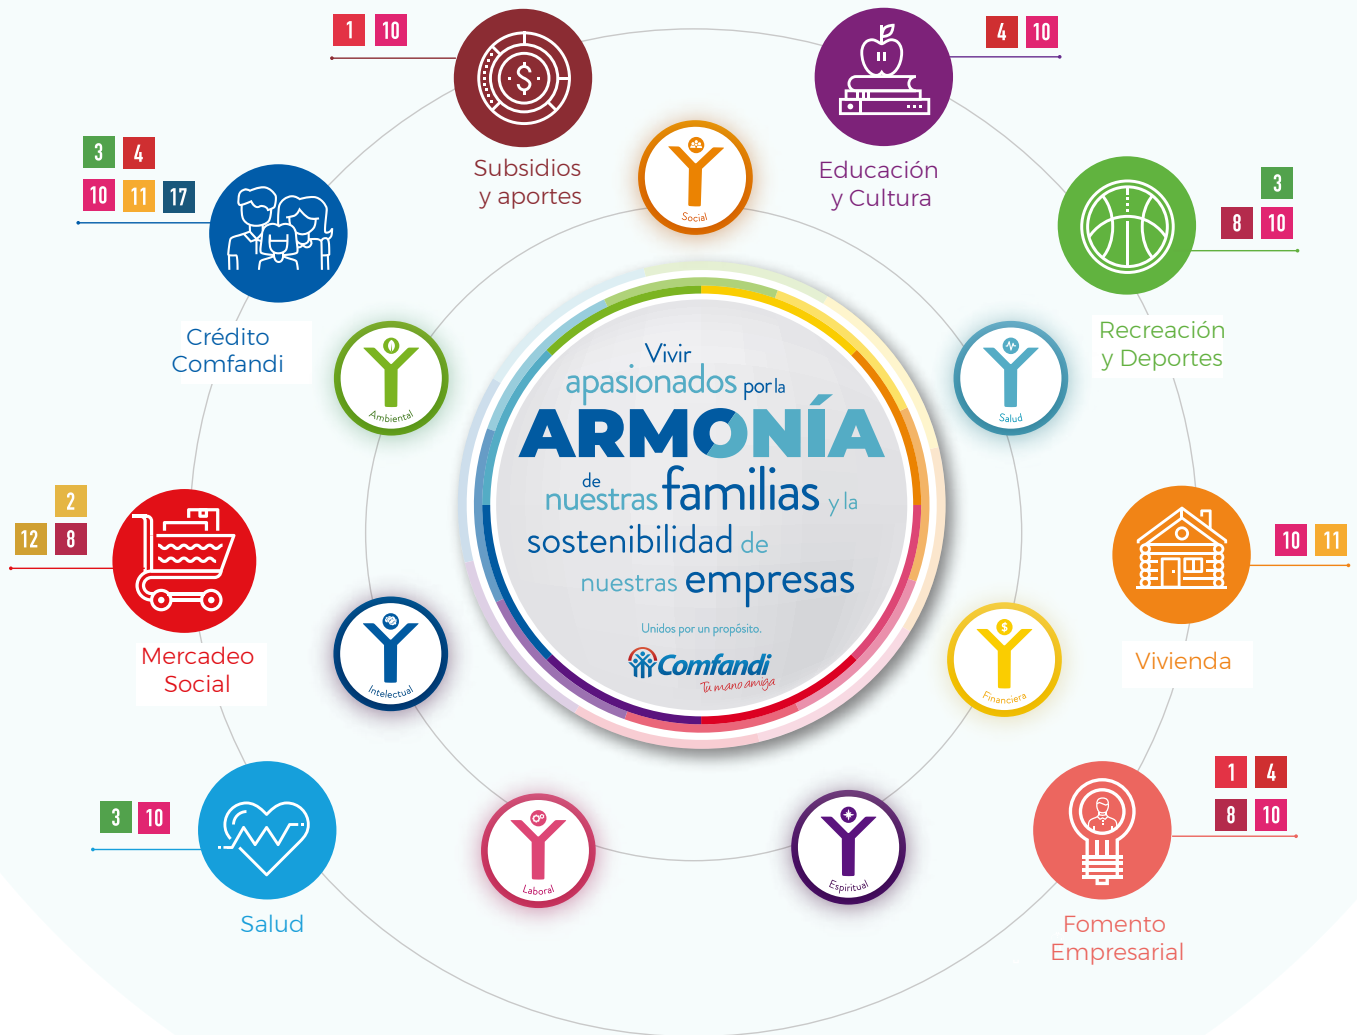 1 10
Subsidios
y aportes
4 10
Educación
y Cultura
3
8 10
Recreación
y Deportes
10 11
Vivienda
1 4
8 10
Fomento
Empresarial
3 10
Salud
2
12 8
Mercadeo
Social
3 4
10 11 17
Crédito
Comfandi
Social
Salud
$
Financiera
Espiritual
Laboral
Intelectual
Ambiental
$
Vivir
apasionados por la
ARMONÍA
de
nuestras familias y la
sostenibilidad de
nuestras empresas
Unidos por un propósito.
Comfandi
Tu mano amiga